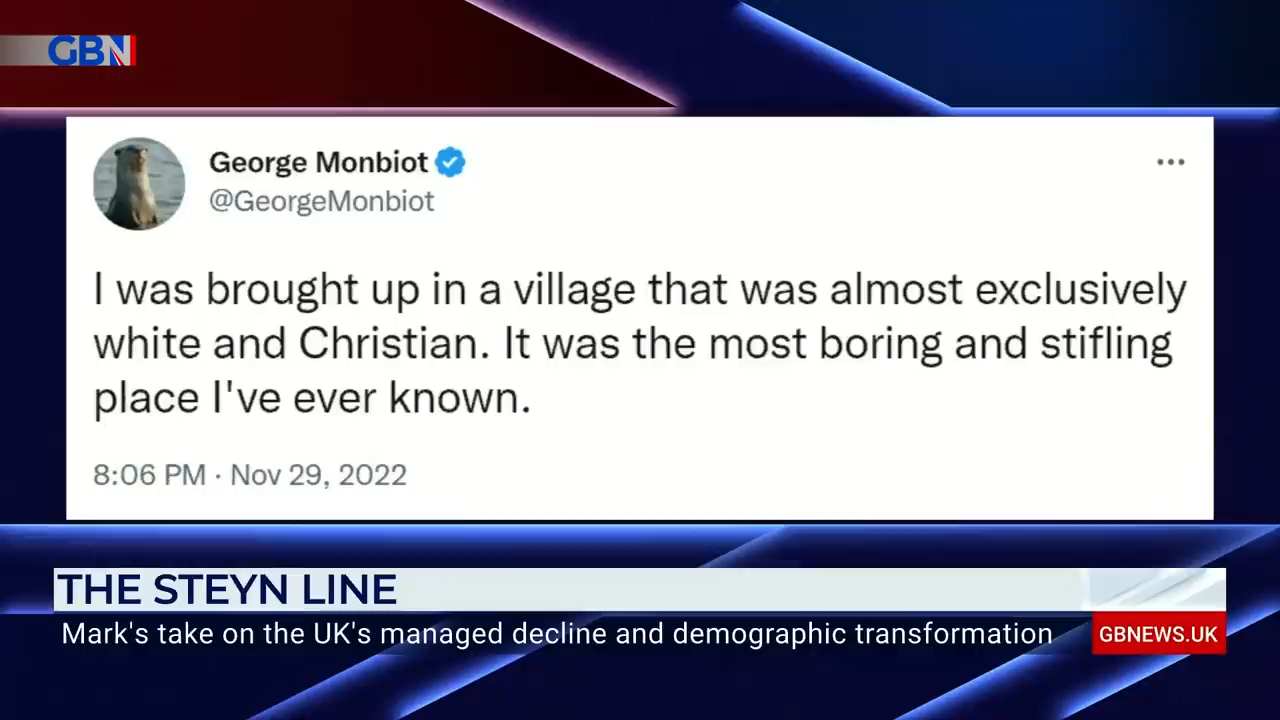 GBN
George Monbiot
@GeorgeMonbiot
I was brought up in a village that was almost exclusively
white and Christian. It was the most boring and stifling
place I've ever known.
8:06 PM · Nov 29, 2022
THE STEYN LINE
Mark's take on the UK's managed decline and demographic transformation
GBNEWS.UK